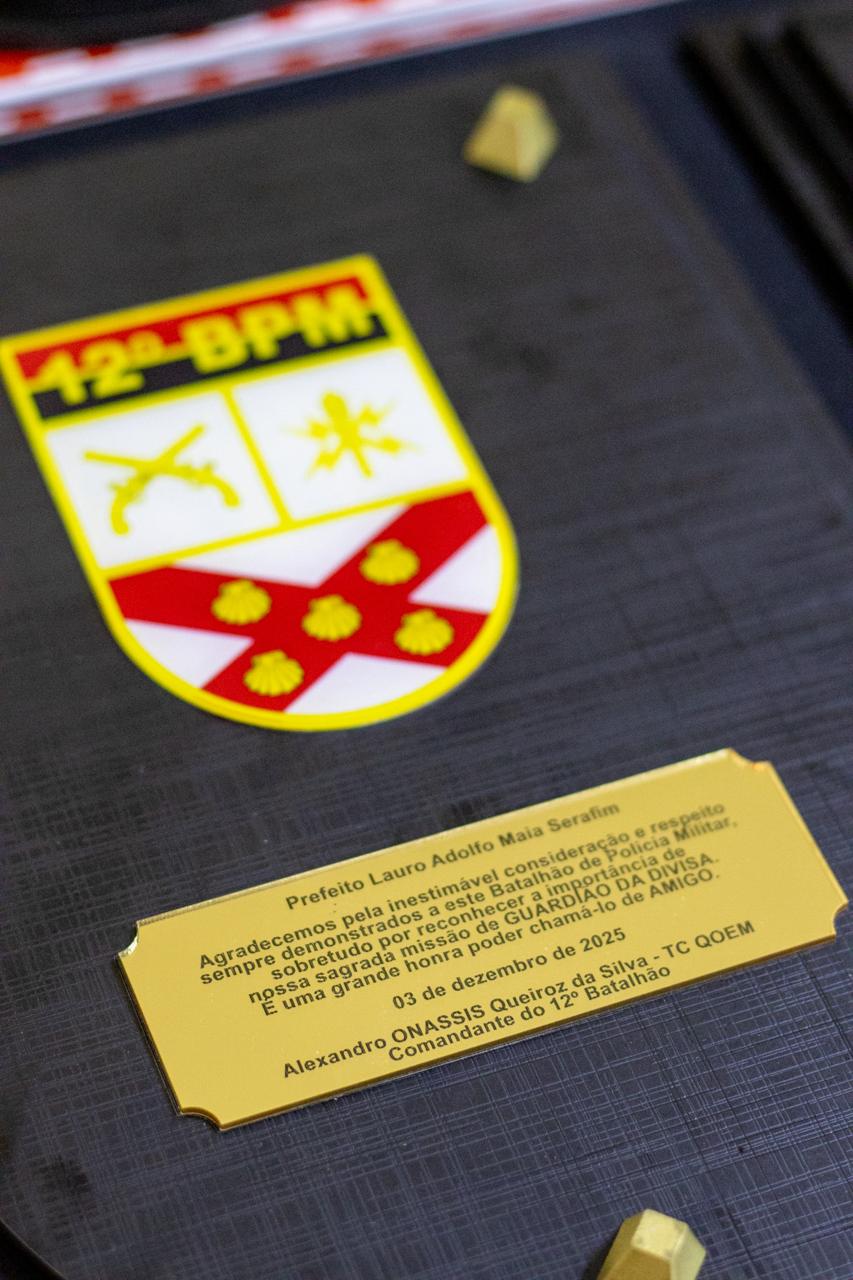 12º BPM
Prefeito Lauro Adolfo Maia Serafim
Agradecemos pela inestimável consideração e respeito
sempre demonstrados a este Batalhão de Polícia Militar,
sobretudo por reconhecer a importância de
nossa sagrada missão de GUARDIÃO DA DIVISA.
É uma grande honra poder chamá-lo de AMIGO.
03 de dezembro de 2025
Alexandro ONASSIS Queiroz da Silva - TC QOEM
Comandante do 12º Batalhão